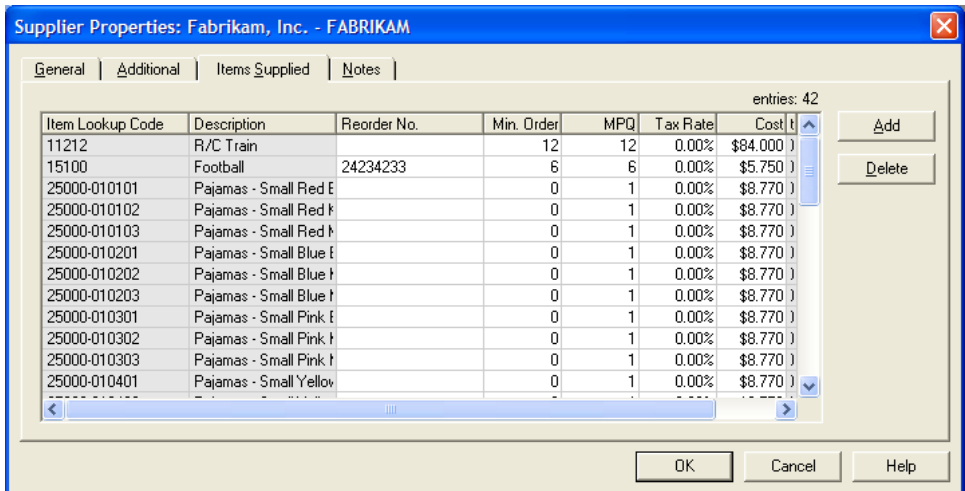 Supplier Properties: Fabrikam, Inc. - FABRIKAM
General Additional Items Supplied Notes
entries: 42
Item Lookup Code Description Reorder No. Min. Order MPQ Tax Rate Cost
11212 R/C Train 12 12 0.00% $84.000
15100 Football 24234233 6 6 0.00% $5.750
25000-010101 Pajamas - Small Red 0 1 0.00% $8.770
25000-010102 Pajamas - Small Red 0 1 0.00% $8.770
25000-010103 Pajamas - Small Red 0 1 0.00% $8.770
25000-010201 Pajamas - Small Blue 0 1 0.00% $8.770
25000-010202 Pajamas - Small Blue 0 1 0.00% $8.770
25000-010203 Pajamas - Small Blue 0 1 0.00% $8.770
25000-010301 Pajamas - Small Pink 0 1 0.00% $8.770
25000-010302 Pajamas - Small Pink 0 1 0.00% $8.770
25000-010303 Pajamas - Small Pink 0 1 0.00% $8.770
25000-010401 Pajamas - Small Yellow 0 1 0.00% $8.770
Add
Delete
OK Cancel Help